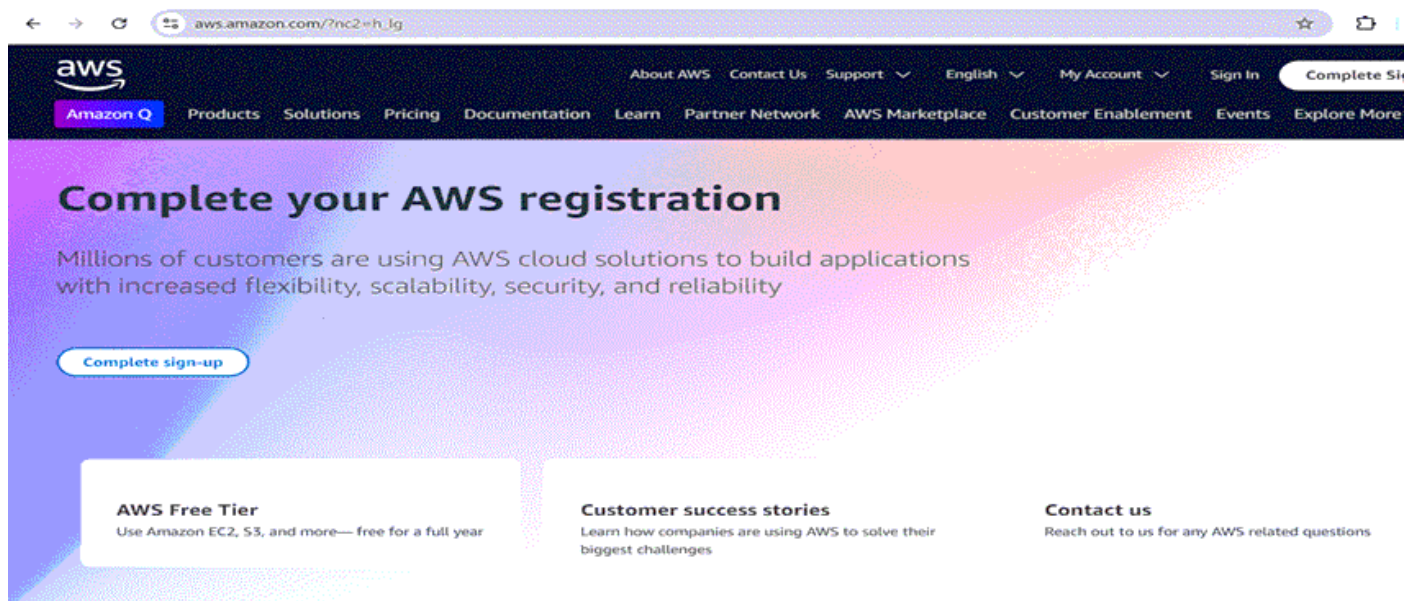 aws.amazon.com/?nc2=h_lg
aws
About AWS Contact Us Support English My Account Sign In Complete Sig
Amazon Q Products Solutions Pricing Documentation Learn Partner Network AWS Marketplace Customer Enablement Events Explore More
Complete your AWS registration
Millions of customers are using AWS cloud solutions to build applications
with increased flexibility, scalability, security, and reliability
Complete sign-up
AWS Free Tier
Use Amazon EC2, S3, and more— free for a full year
Customer success stories
Learn how companies are using AWS to solve their
biggest challenges
Contact us
Reach out to us for any AWS related questions